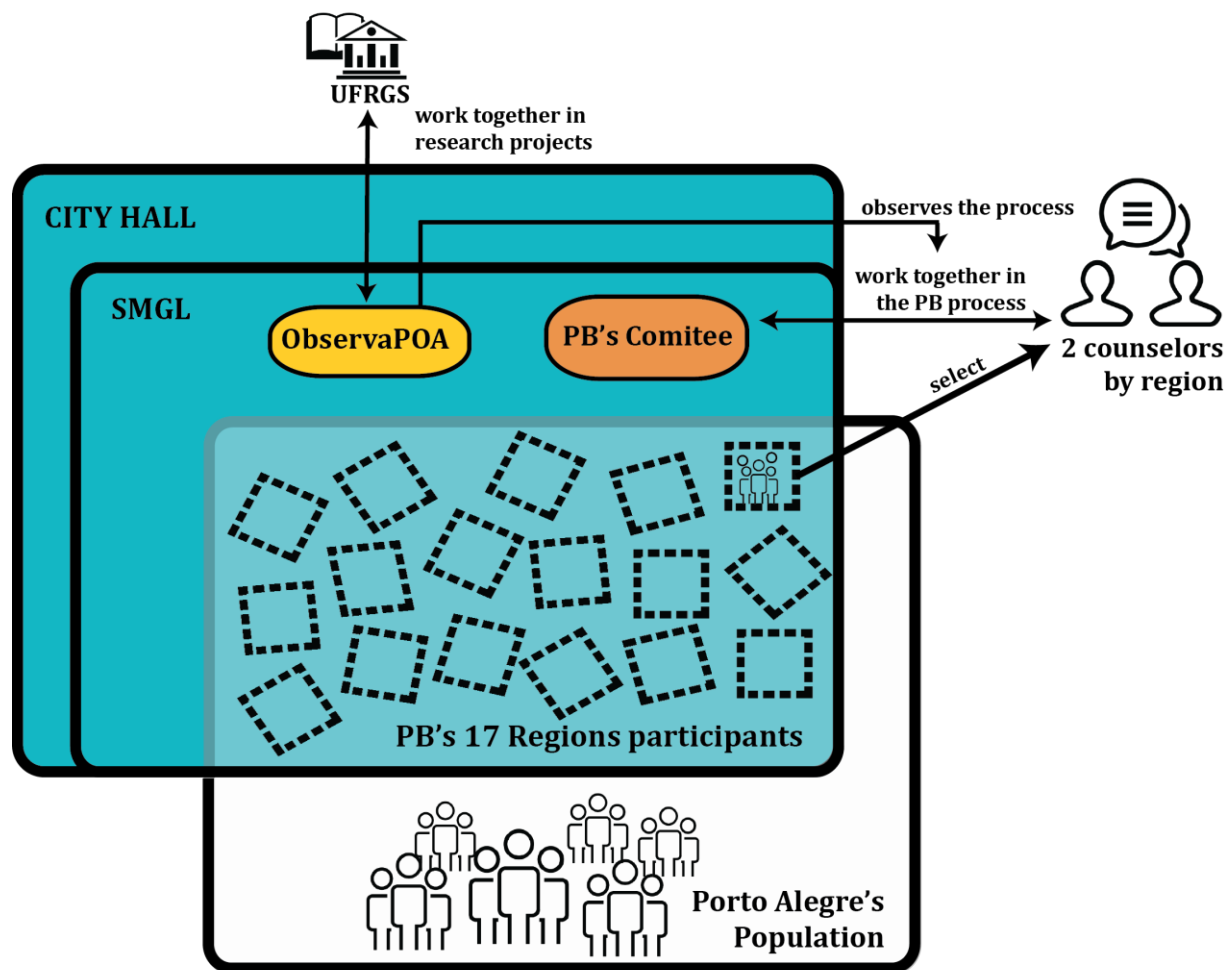 UFRGS
work together in
research projects
CITY HALL
observes the process
SMGL
work together in
the PB process
ObservaPOA
PB's Comitee
2 counselors
by region
select
PB's 17 Regions participants
Porto Alegre's
Population